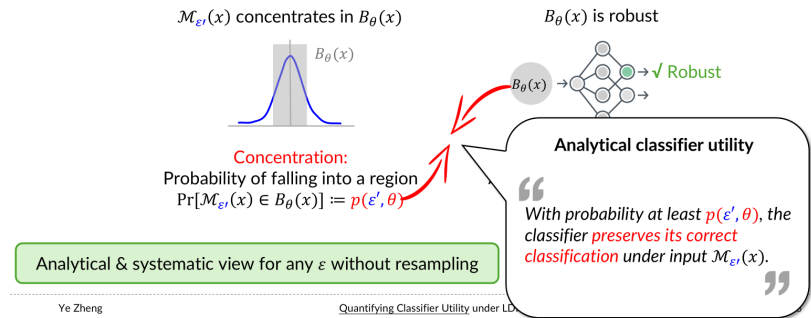 ℳ_ε′(x) concentrates in B_θ(x)
B_θ(x) is robust
B_θ(x)
B_θ(x)
√ Robust
Concentration:
Probability of falling into a region
Pr[ℳ_ε′(x) ∈ B_θ(x)] ≔ p(ε′, θ)
Analytical classifier utility
“
With probability at least p(ε′, θ), the
classifier preserves its correct
classification under input ℳ_ε′(x).
”
Analytical & systematic view for any ε without resampling
Ye Zheng
Quantifying Classifier Utility under